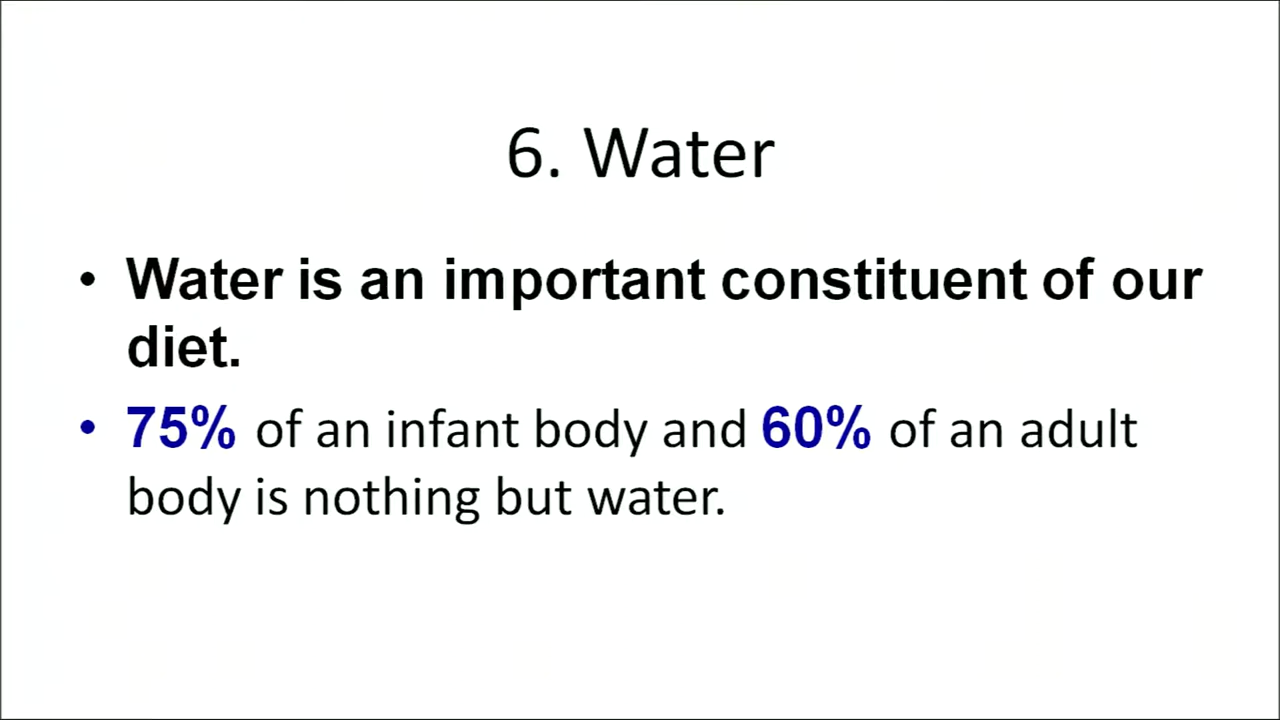 6. Water
• Water is an important constituent of our
diet.
• 75% of an infant body and 60% of an adult
body is nothing but water.